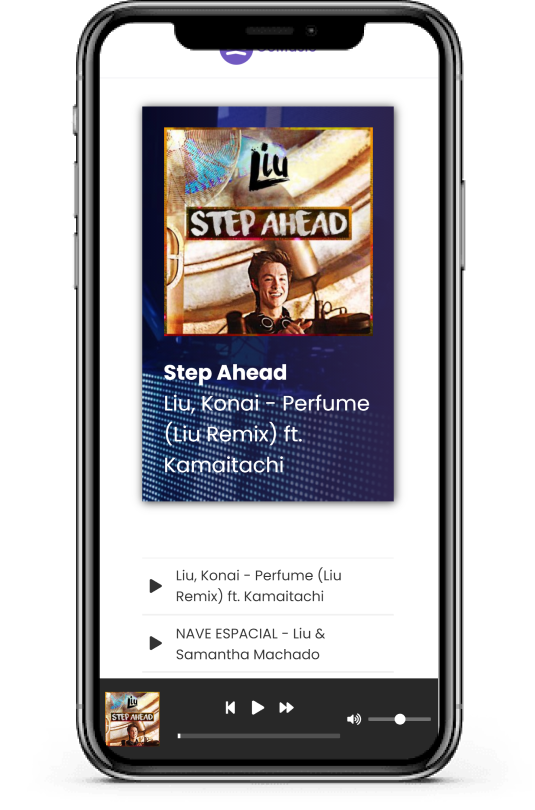 Liu
STEP AHEAD
Step Ahead
Liu, Konai - Perfume
(Liu Remix) ft.
Kamaitachi
Liu, Konai - Perfume (Liu
Remix) ft. Kamaitachi
NAVE ESPACIAL - Liu &
Samantha Machado
Liu
STEP AHEAD